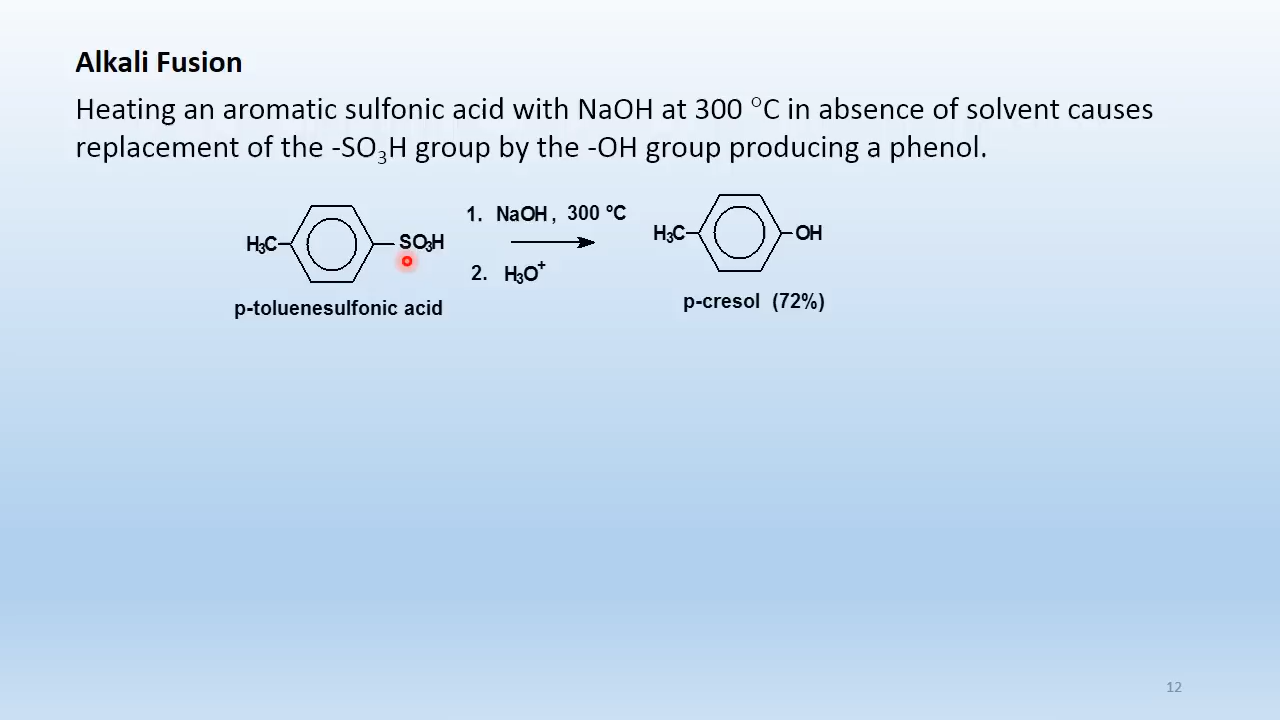 Alkali Fusion
Heating an aromatic sulfonic acid with NaOH at 300 °C in absence of solvent causes
replacement of the -SO₃H group by the -OH group producing a phenol.
H₃C SO₃H
1. NaOH, 300 ºC
2. H₃O⁺
H₃C OH
p-toluenesulfonic acid
p-cresol (72%)
12